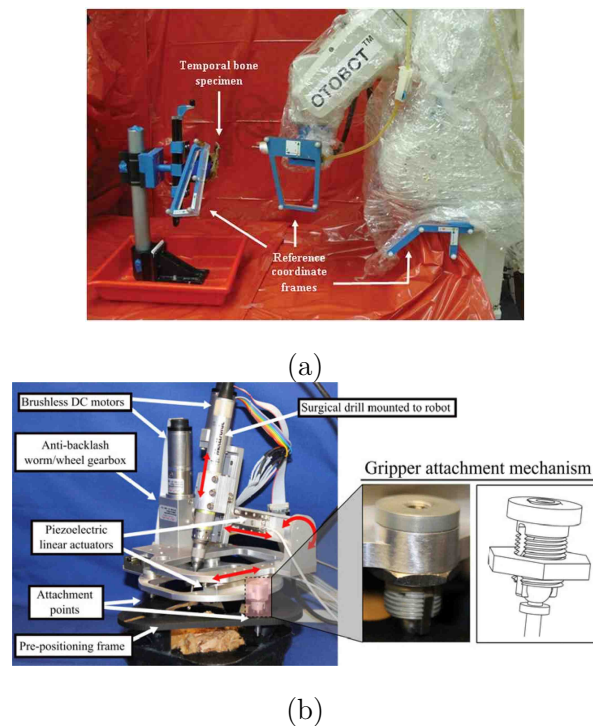 Temporal bone
specimen
OTOBOT™
Reference
coordinate
frames
(a)
Brushless DC motors
Surgical drill mounted to robot
Anti-backlash
worm/wheel gearbox
Gripper attachment mechanism
Piezoelectric
linear actuators
Attachment
points
Pre-positioning frame
(b)